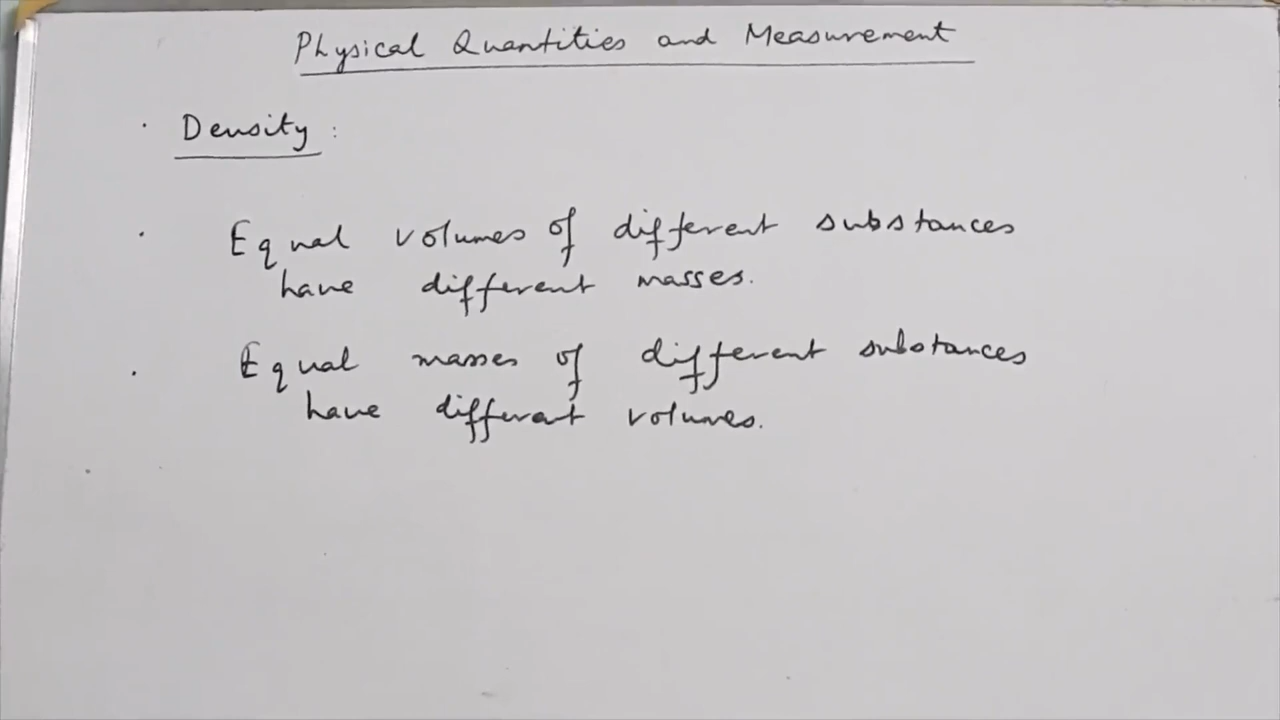 Physical Quantities and Measurement
· Density :
· Equal volumes of different substances
have different masses.
· Equal masses of different substances
have different volumes.